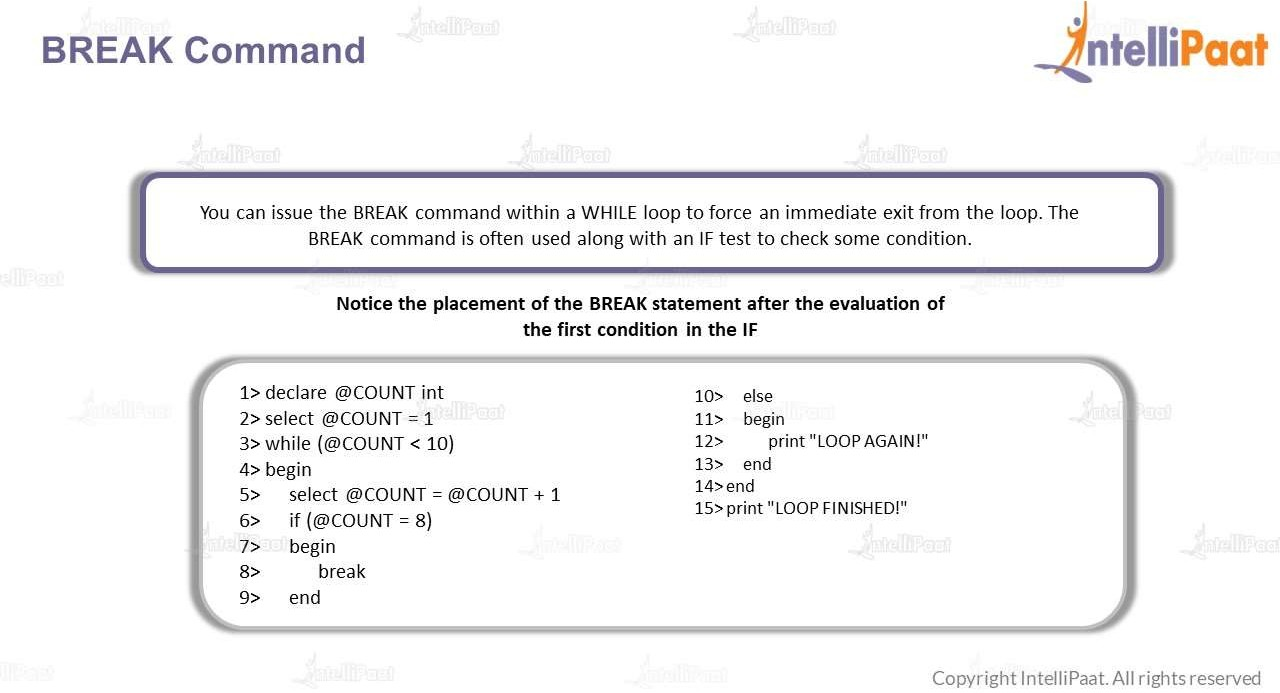 BREAK Command
IntelliPaat
You can issue the BREAK command within a WHILE loop to force an immediate exit from the loop. The
BREAK command is often used along with an IF test to check some condition.
Notice the placement of the BREAK statement after the evaluation of
the first condition in the IF
1> declare @COUNT int
2> select @COUNT = 1
3> while (@COUNT < 10)
4> begin
5> select @COUNT = @COUNT + 1
6> if (@COUNT = 8)
7> begin
8> break
9> end
10> else
11> begin
12> print "LOOP AGAIN!"
13> end
14> end
15> print "LOOP FINISHED!"
Copyright IntelliPaat. All rights reserved